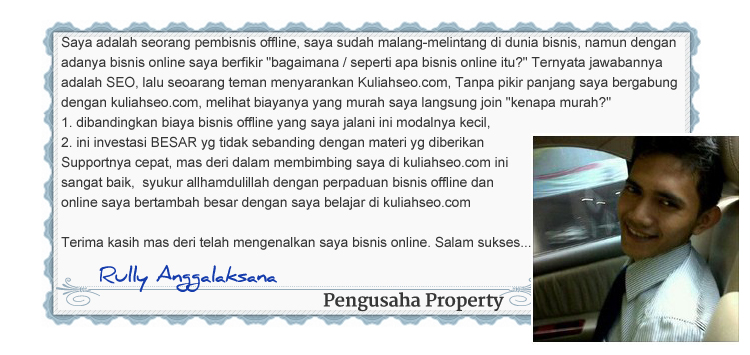 Saya adalah seorang pembisnis offline, saya sudah malang-melintang di dunia bisnis, namun dengan
adanya bisnis online saya berfikir "bagaimana / seperti apa bisnis online itu?" Ternyata jawabannya
adalah SEO, lalu seoarang teman menyarankan Kuliahseo.com, Tanpa pikir panjang saya bergabung
dengan kuliahseo.com, melihat biayanya yang murah saya langsung join "kenapa murah?"
1. dibandingkan biaya bisnis offline yang saya jalani ini modalnya kecil,
2. ini investasi BESAR yg tidak sebanding dengan materi yg diberikan
Supportnya cepat, mas deri dalam membimbing saya di kuliahseo.com ini
sangat baik, syukur allhamdulillah dengan perpaduan bisnis offline dan
online saya bertambah besar dengan saya belajar di kuliahseo.com
Terima kasih mas deri telah mengenalkan saya bisnis online. Salam sukses...
Rully Anggalaksana
Pengusaha Property